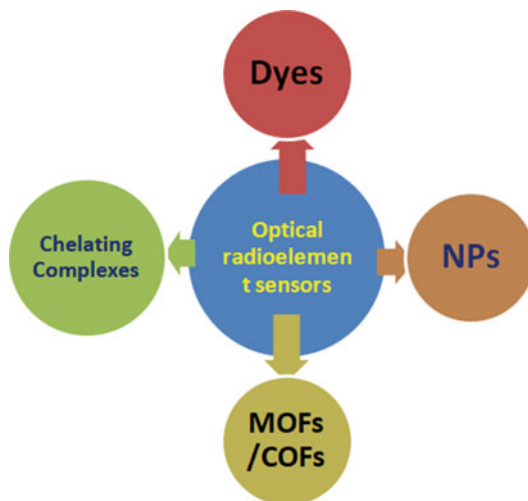 Dyes
Chelating
Complexes
Optical
radioelemen
t sensors
NPs
MOFs
/COFs